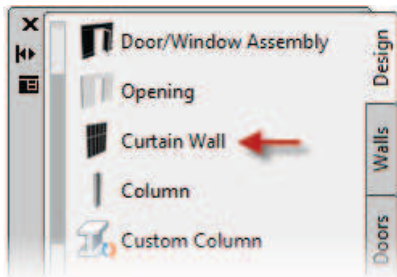 Door/Window Assembly
Opening
Curtain Wall
Column
Custom Column
Design
Walls
Doors